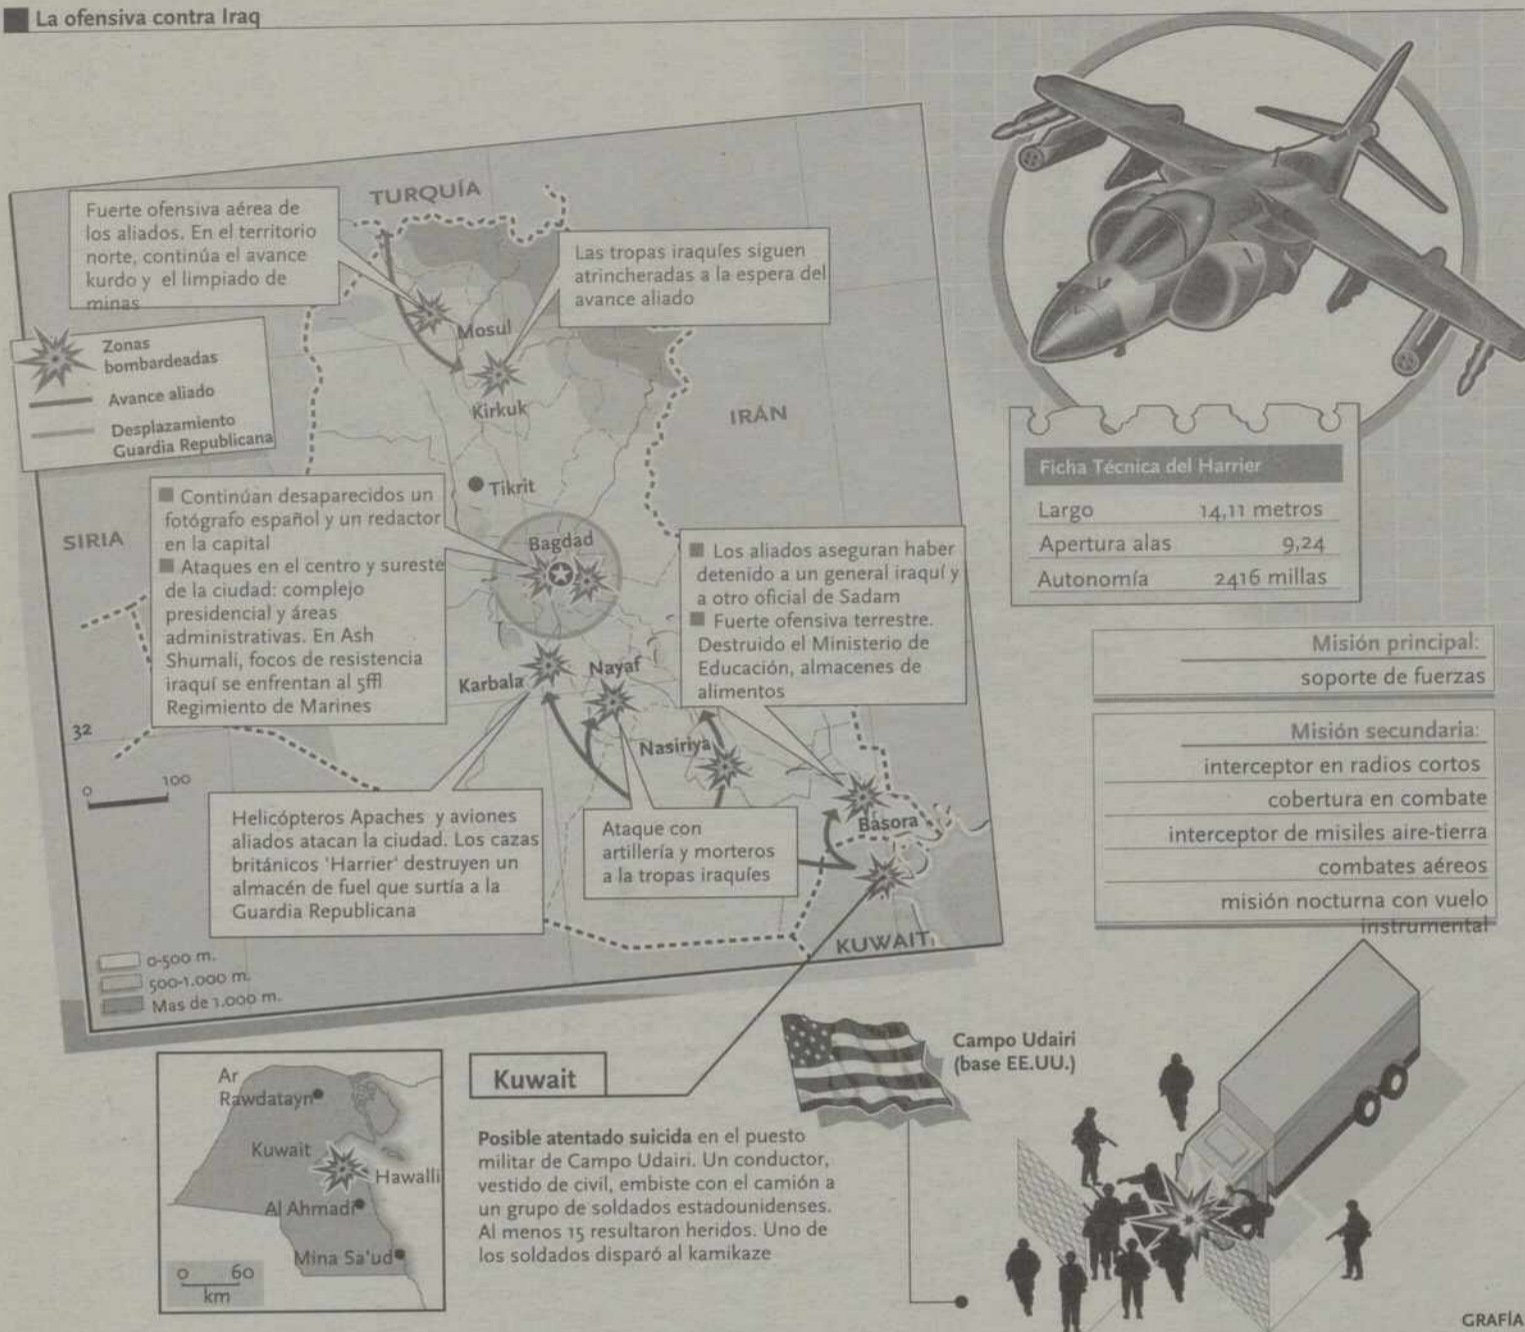 La ofensiva contra Iraq
TURQUÍA
Fuerte ofensiva aérea de
los aliados. En el territorio
norte, continúa el avance
kurdo y el limpiado de
minas
Las tropas iraquíes siguen
atrincheradas a la espera del
avance aliado
Mosul
Kirkuk
IRÁN
Zonas
bombardeadas
Avance aliado
Desplazamiento
Guardia Republicana
Tikrit
SIRIA
Continúan desaparecidos un
fotógrafo español y un redactor
en la capital
Ataques en el centro y sureste
de la ciudad: complejo
presidencial y áreas
administrativas. En Ash
Shumali, focos de resistencia
iraquí se enfrentan al 5ffl
Regimiento de Marines
Bagdad
Los aliados aseguran haber
detenido a un general iraquí y
a otro oficial de Sadam
Fuerte ofensiva terrestre.
Destruido el Ministerio de
Educación, almacenes de
alimentos
Karbala
Nayaf
Nasiriya
Básora
32
0 100
Helicópteros Apaches y aviones
aliados atacan la ciudad. Los cazas
británicos 'Harrier' destruyen un
almacén de fuel que surtía a la
Guardia Republicana
Ataque con
artillería y morteros
a la tropas iraquíes
KUWAIT
0-500 m.
500-1.000 m.
Mas de 1.000 m.
Ficha Técnica del Harrier
Largo 14,11 metros
Apertura alas 9,24
Autonomía 2416 millas
Misión principal:
soporte de fuerzas
Misión secundaria:
interceptor en radios cortos
cobertura en combate
interceptor de misiles aire-tierra
combates aéreos
misión nocturna con vuelo
instrumental
Ar
Rawdatayn
Kuwait
Hawalli
Al Ahmadi
Mina Sa'ud
0 60
km
Kuwait
Posible atentado suicida en el puesto
militar de Campo Udairi. Un conductor,
vestido de civil, embiste con el camión a
un grupo de soldados estadounidenses.
Al menos 15 resultaron heridos. Uno de
los soldados disparó al kamikaze
Campo Udairi
(base EE.UU.)
GRAFÍA